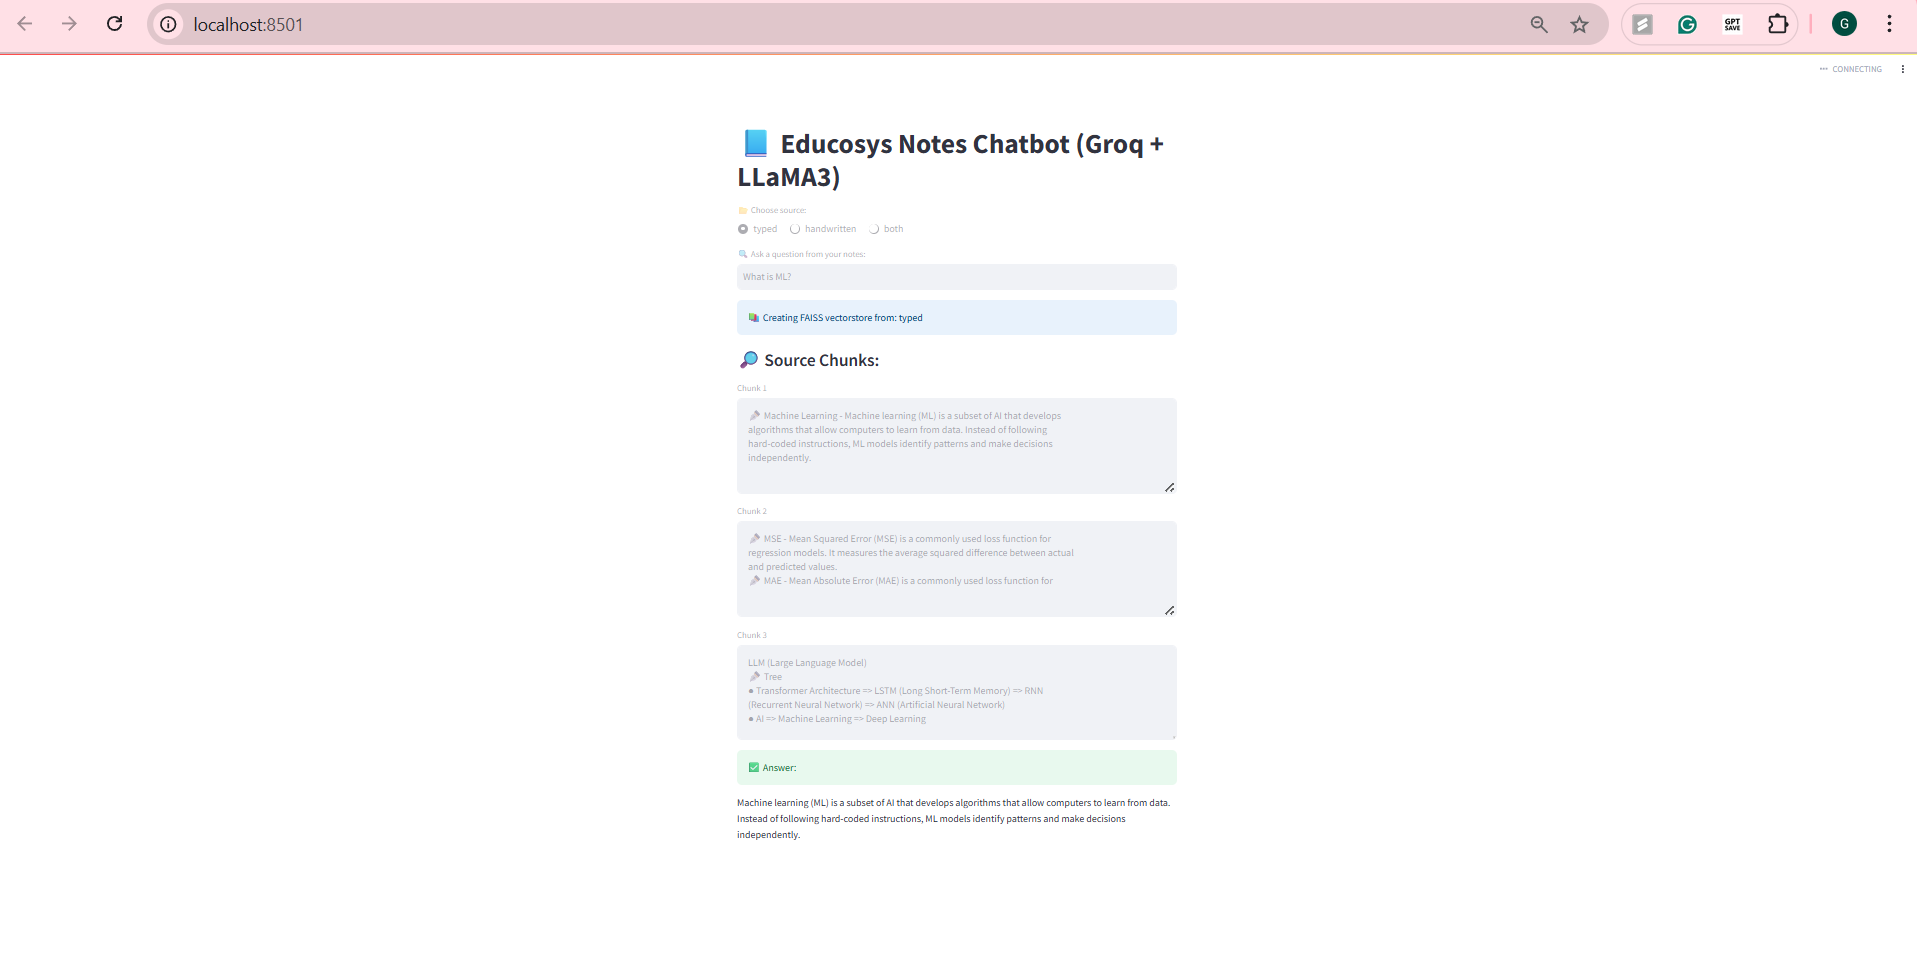 localhost:8501
GPT
SAVE
G
CONNECTING
📘 Educosys Notes Chatbot (Groq +
LLaMA3)
📁 Choose source:
typed handwritten both
🔍 Ask a question from your notes:
What is ML?
📚 Creating FAISS vectorstore from: typed
🔎 Source Chunks:
Chunk 1
📌 Machine Learning - Machine learning (ML) is a subset of AI that develops
algorithms that allow computers to learn from data. Instead of following
hard-coded instructions, ML models identify patterns and make decisions
independently.
Chunk 2
📌 MSE - Mean Squared Error (MSE) is a commonly used loss function for
regression models. It measures the average squared difference between actual
and predicted values.
📌 MAE - Mean Absolute Error (MAE) is a commonly used loss function for
Chunk 3
LLM (Large Language Model)
📌 Tree
● Transformer Architecture => LSTM (Long Short-Term Memory) => RNN
(Recurrent Neural Network) => ANN (Artificial Neural Network)
● AI => Machine Learning => Deep Learning
✅ Answer:
Machine learning (ML) is a subset of AI that develops algorithms that allow computers to learn from data.
Instead of following hard-coded instructions, ML models identify patterns and make decisions
independently.